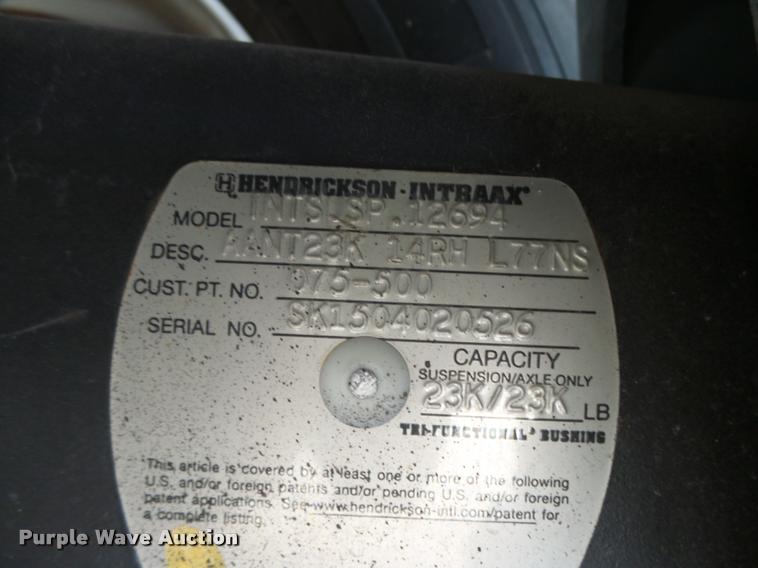 HENDRICKSON · INTRAAX®
MODEL INTSLSP.12694
DESC. AANT23K 14RH L77NS
CUST. PT. NO. 075-500
SERIAL NO. SK1504020526
CAPACITY
SUSPENSION/AXLE ONLY
23K/23K LB
TRI-FUNCTIONAL® BUSHING
This article is covered by at least one or more of the following
U.S. and/or foreign patents and/or pending U.S. and/or foreign
patent applications. See www.hendrickson-intl.com/patent for
a complete listing.
Purple Wave Auction